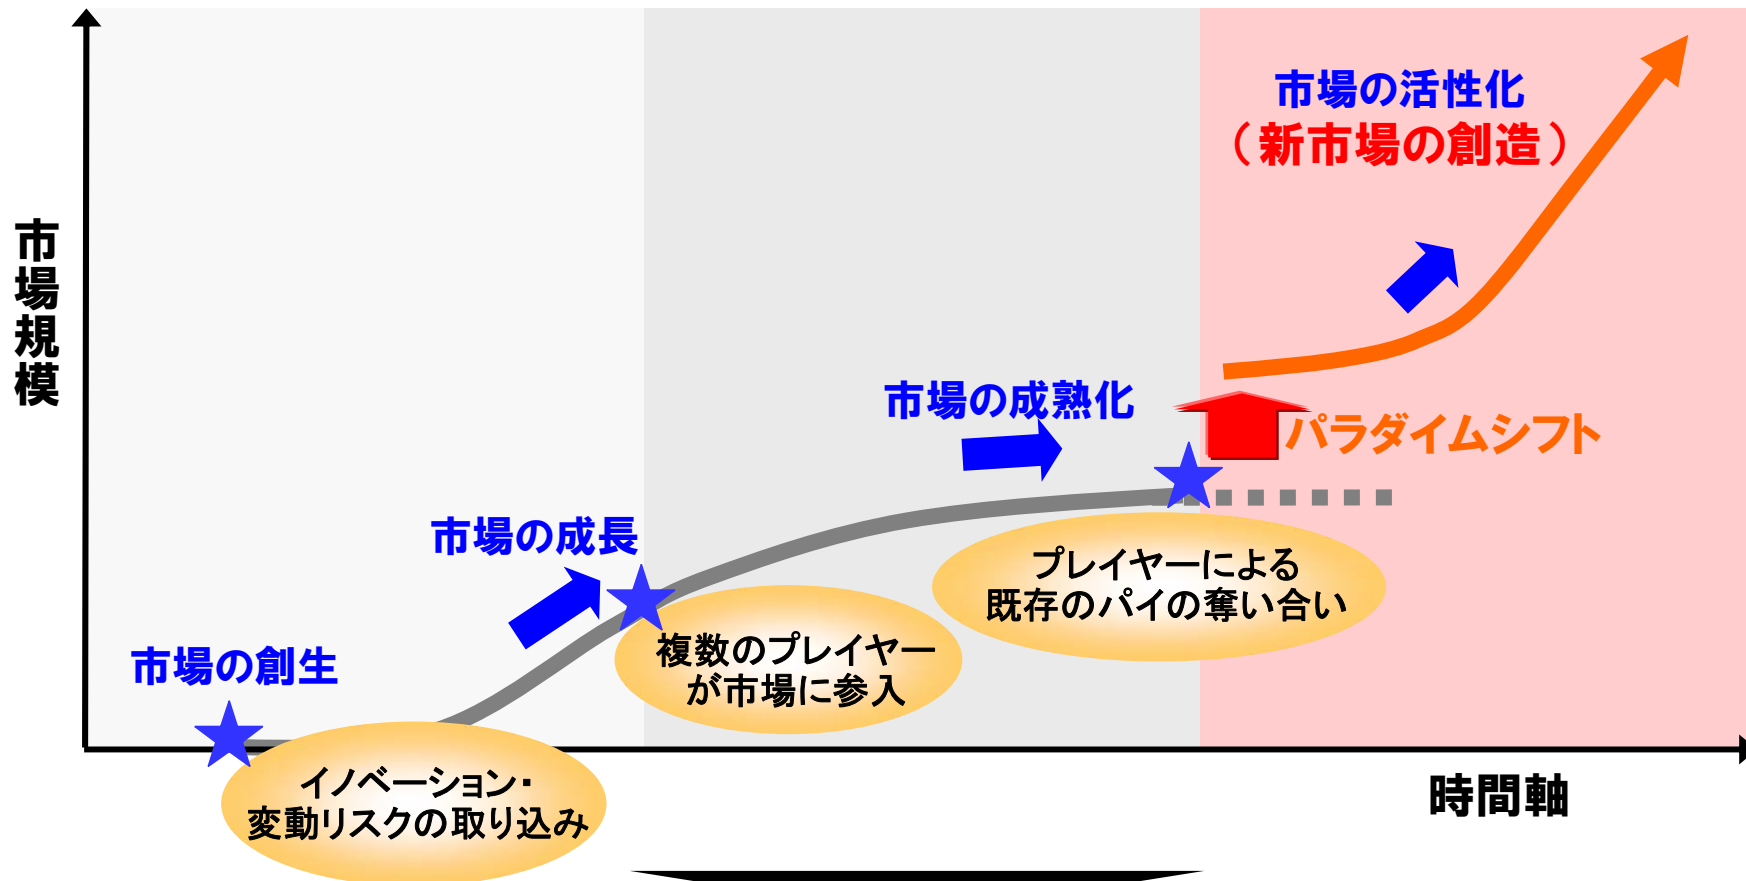 市場規模
市場の活性化
（新市場の創造）
市場の成熟化
パラダイムシフト
市場の成長
プレイヤーによる
既存のパイの奪い合い
複数のプレイヤー
が市場に参入
市場の創生
イノベーション・
変動リスクの取り込み
時間軸